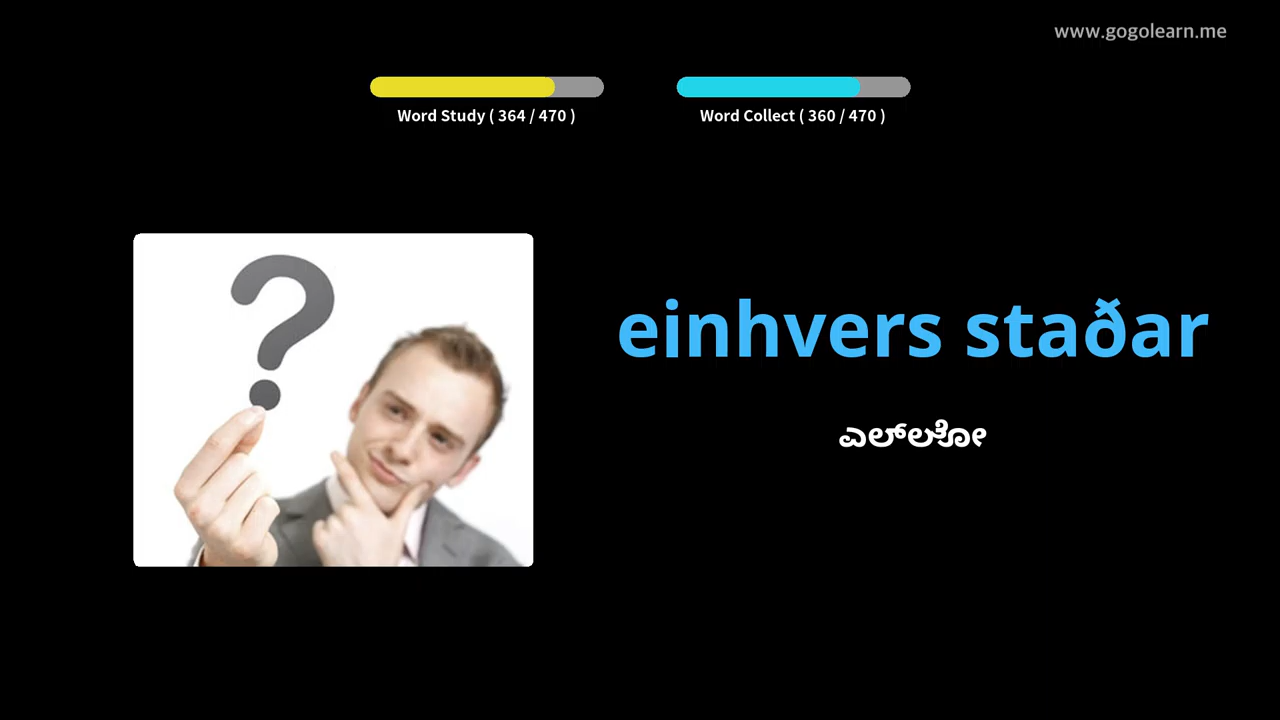 www.gogolearn.me
Word Study ( 364 / 470 )
Word Collect ( 360 / 470 )
einhvers staðar
ಎಲ್ಲೋ